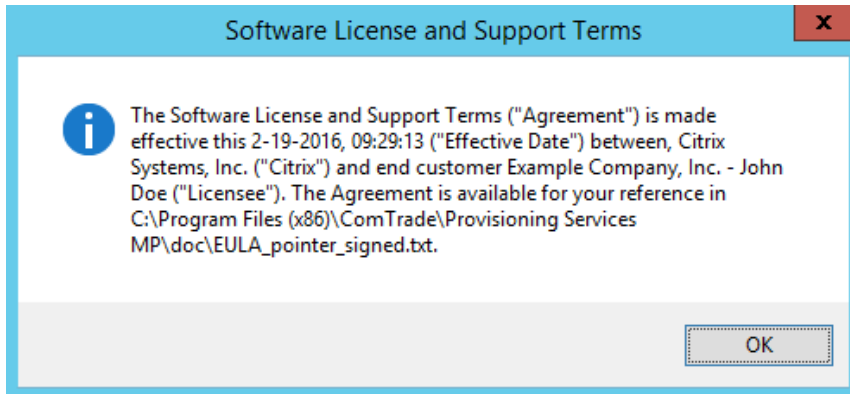 Software License and Support Terms
x
The Software License and Support Terms ("Agreement") is made
effective this 2-19-2016, 09:29:13 ("Effective Date") between, Citrix
Systems, Inc. ("Citrix") and end customer Example Company, Inc. - John
Doe ("Licensee"). The Agreement is available for your reference in
C:\Program Files (x86)\ComTrade\Provisioning Services
MP\doc\EULA_pointer_signed.txt.
OK